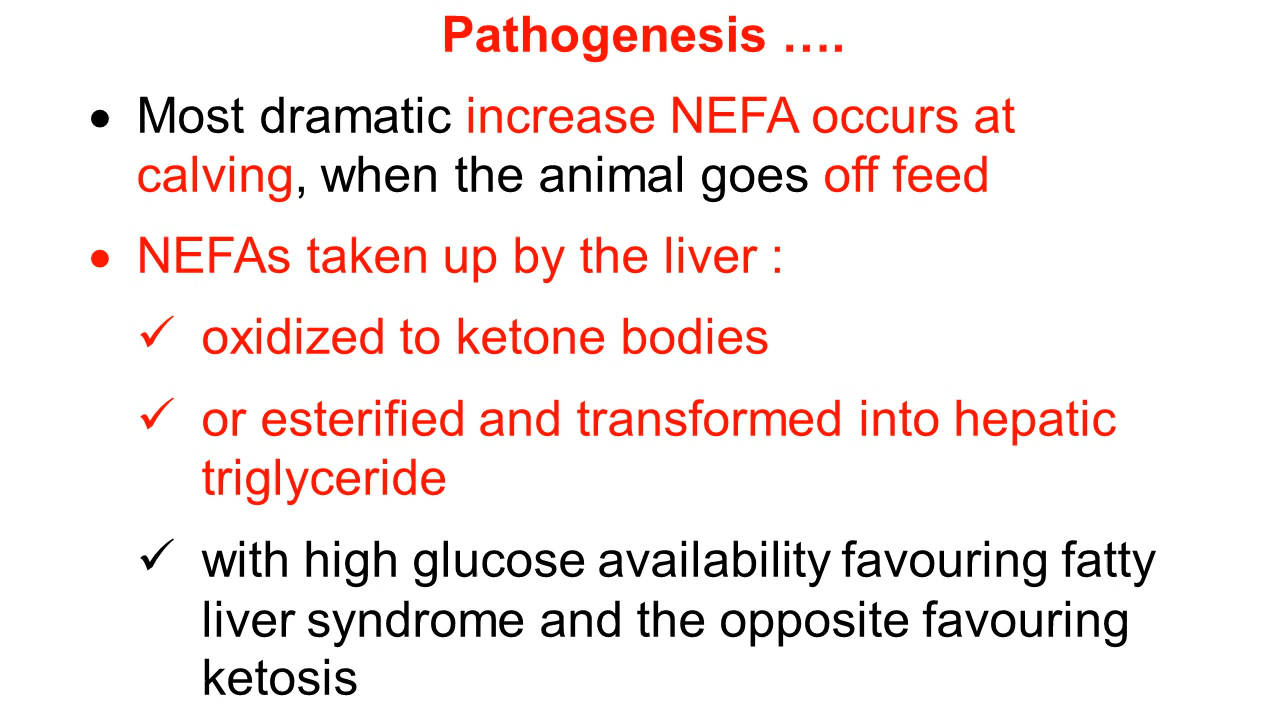 Pathogenesis ….
• Most dramatic increase NEFA occurs at
calving, when the animal goes off feed
• NEFAs taken up by the liver :
✓ oxidized to ketone bodies
✓ or esterified and transformed into hepatic
triglyceride
✓ with high glucose availability favouring fatty
liver syndrome and the opposite favouring
ketosis